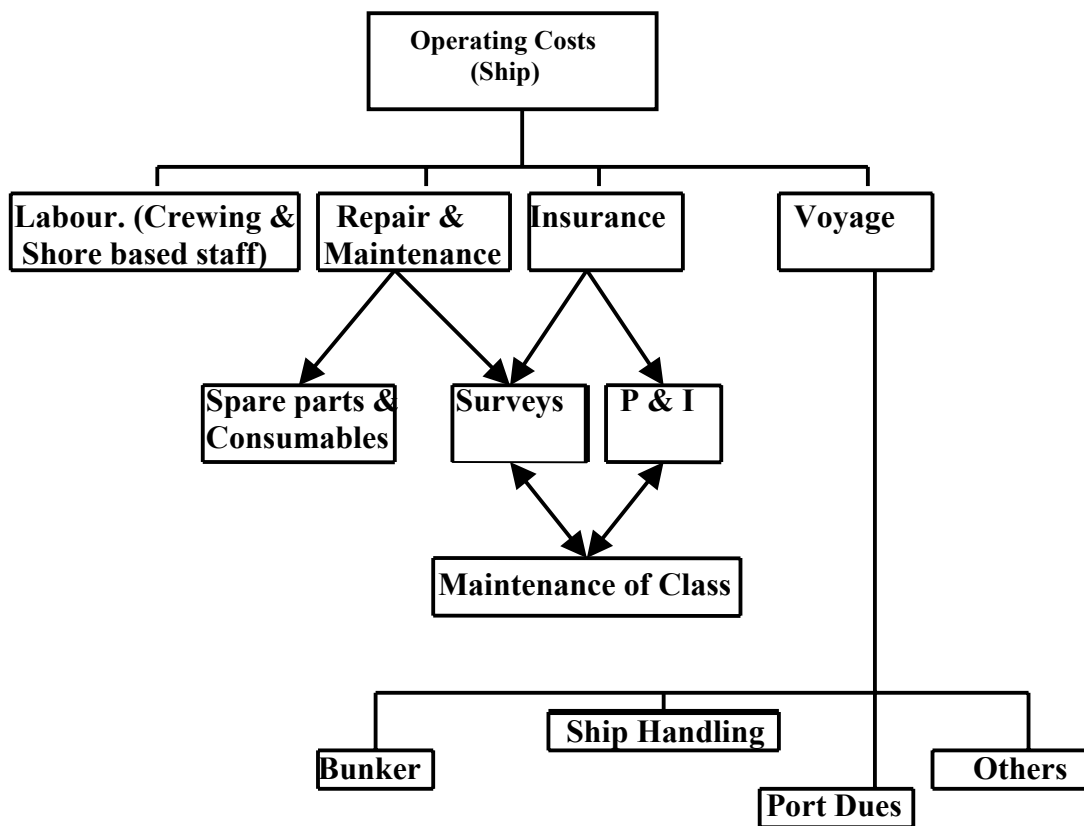 Operating Costs
(Ship)
Labour. (Crewing &
Shore based staff)
Repair &
Maintenance
Insurance
Voyage
Spare parts &
Consumables
Surveys
P & I
Maintenance of Class
Ship Handling
Bunker
Others
Port Dues